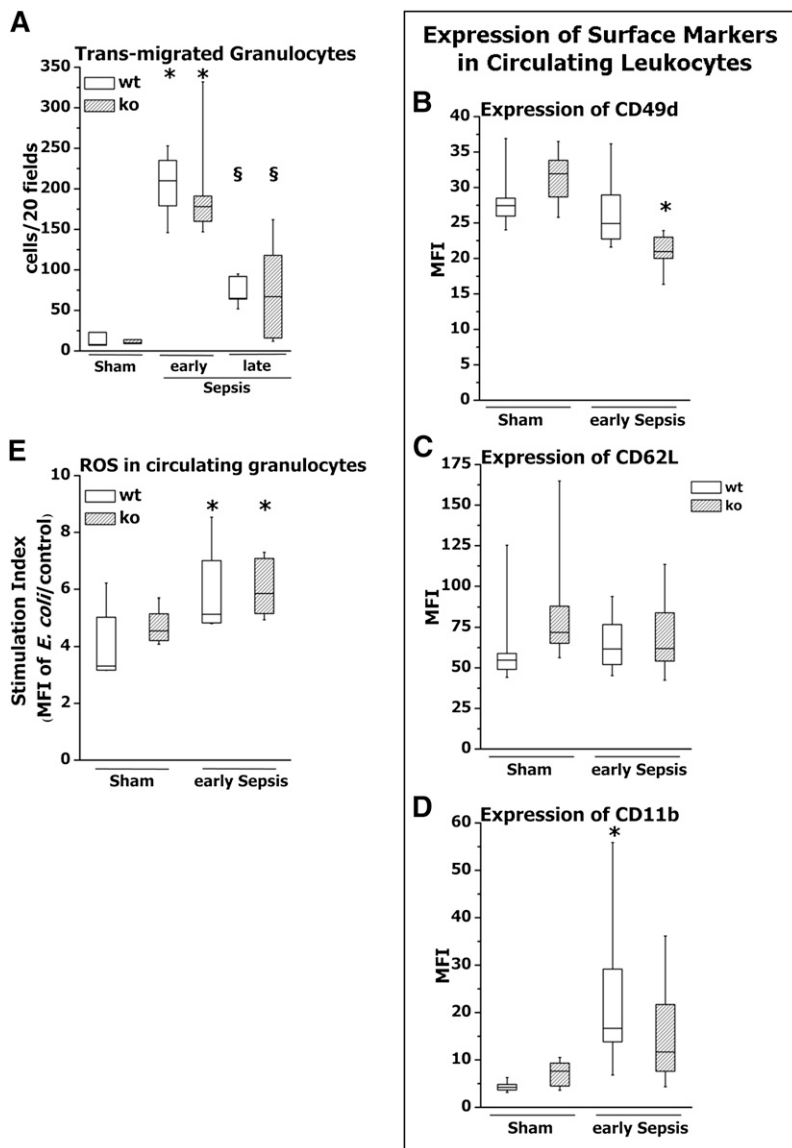 A
Trans-migrated Granulocytes
350
300
250
200
150
100
50
0
cells/20 fields
wt
ko
* *
§ §
Sham early late
Sepsis
E
ROS in circulating granulocytes
10
8
6
4
2
0
Stimulation Index
(MFI of E. coli/control)
wt
ko
* *
Sham early Sepsis
Expression of Surface Markers
in Circulating Leukocytes
B
Expression of CD49d
40
35
30
25
20
15
10
5
0
MFI
*
Sham early Sepsis
C
Expression of CD62L
175
150
125
100
75
50
25
0
MFI
wt
ko
Sham early Sepsis
D
Expression of CD11b
60
50
40
30
20
10
0
MFI
*
Sham early Sepsis